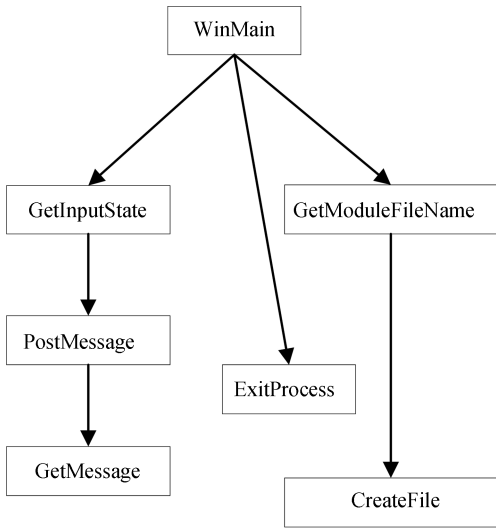 WinMain
GetInputState
GetModuleFileName
PostMessage
ExitProcess
GetMessage
CreateFile